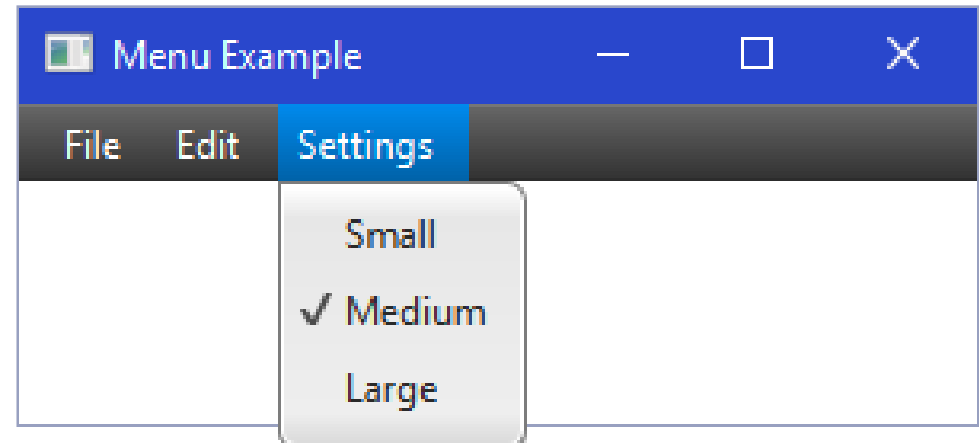 Menu Example
File Edit Settings
Small
✓ Medium
Large